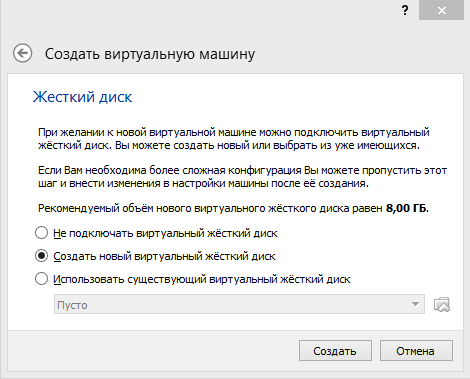 ?
Создать виртуальную машину
Жесткий диск
При желании к новой виртуальной машине можно подключить виртуальный
жёсткий диск. Вы можете создать новый или выбрать из уже имеющихся.
Если Вам необходима более сложная конфигурация Вы можете пропустить этот
шаг и внести изменения в настройки машины после её создания.
Рекомендуемый объём нового виртуального жёсткого диска равен 8,00 ГБ.
Не подключать виртуальный жёсткий диск
Создать новый виртуальный жёсткий диск
Использовать существующий виртуальный жёсткий диск
Пусто
Создать
Отмена